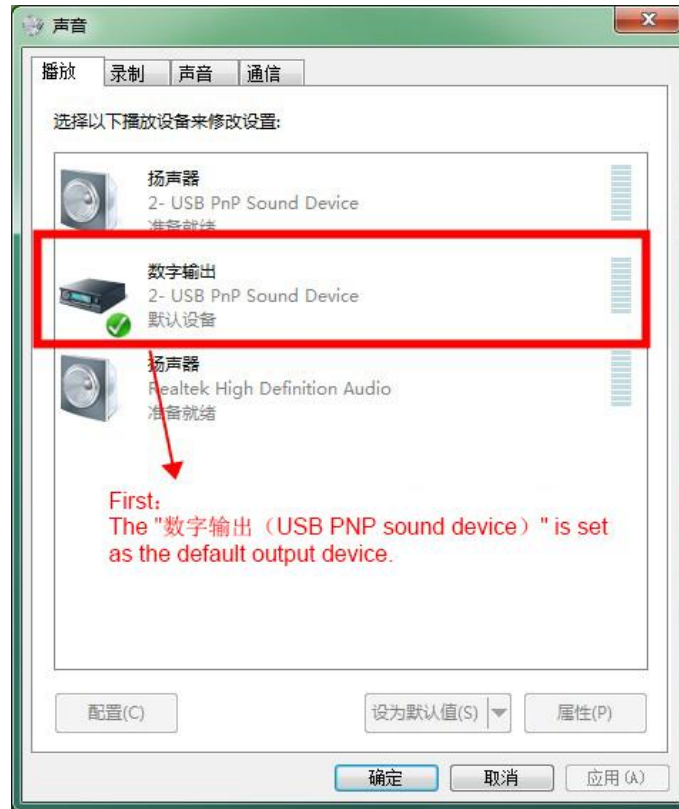 声音
播放 录制 声音 通信
选择以下播放设备来修改设置:
扬声器
2- USB PnP Sound Device
准备就绪
数字输出
2- USB PnP Sound Device
默认设备
扬声器
Realtek High Definition Audio
准备就绪
First:
The "数字输出（USB PNP sound device）" is set
as the default output device.
配置(C) 设为默认值(S) 属性(P)
确定 取消 应用(A)